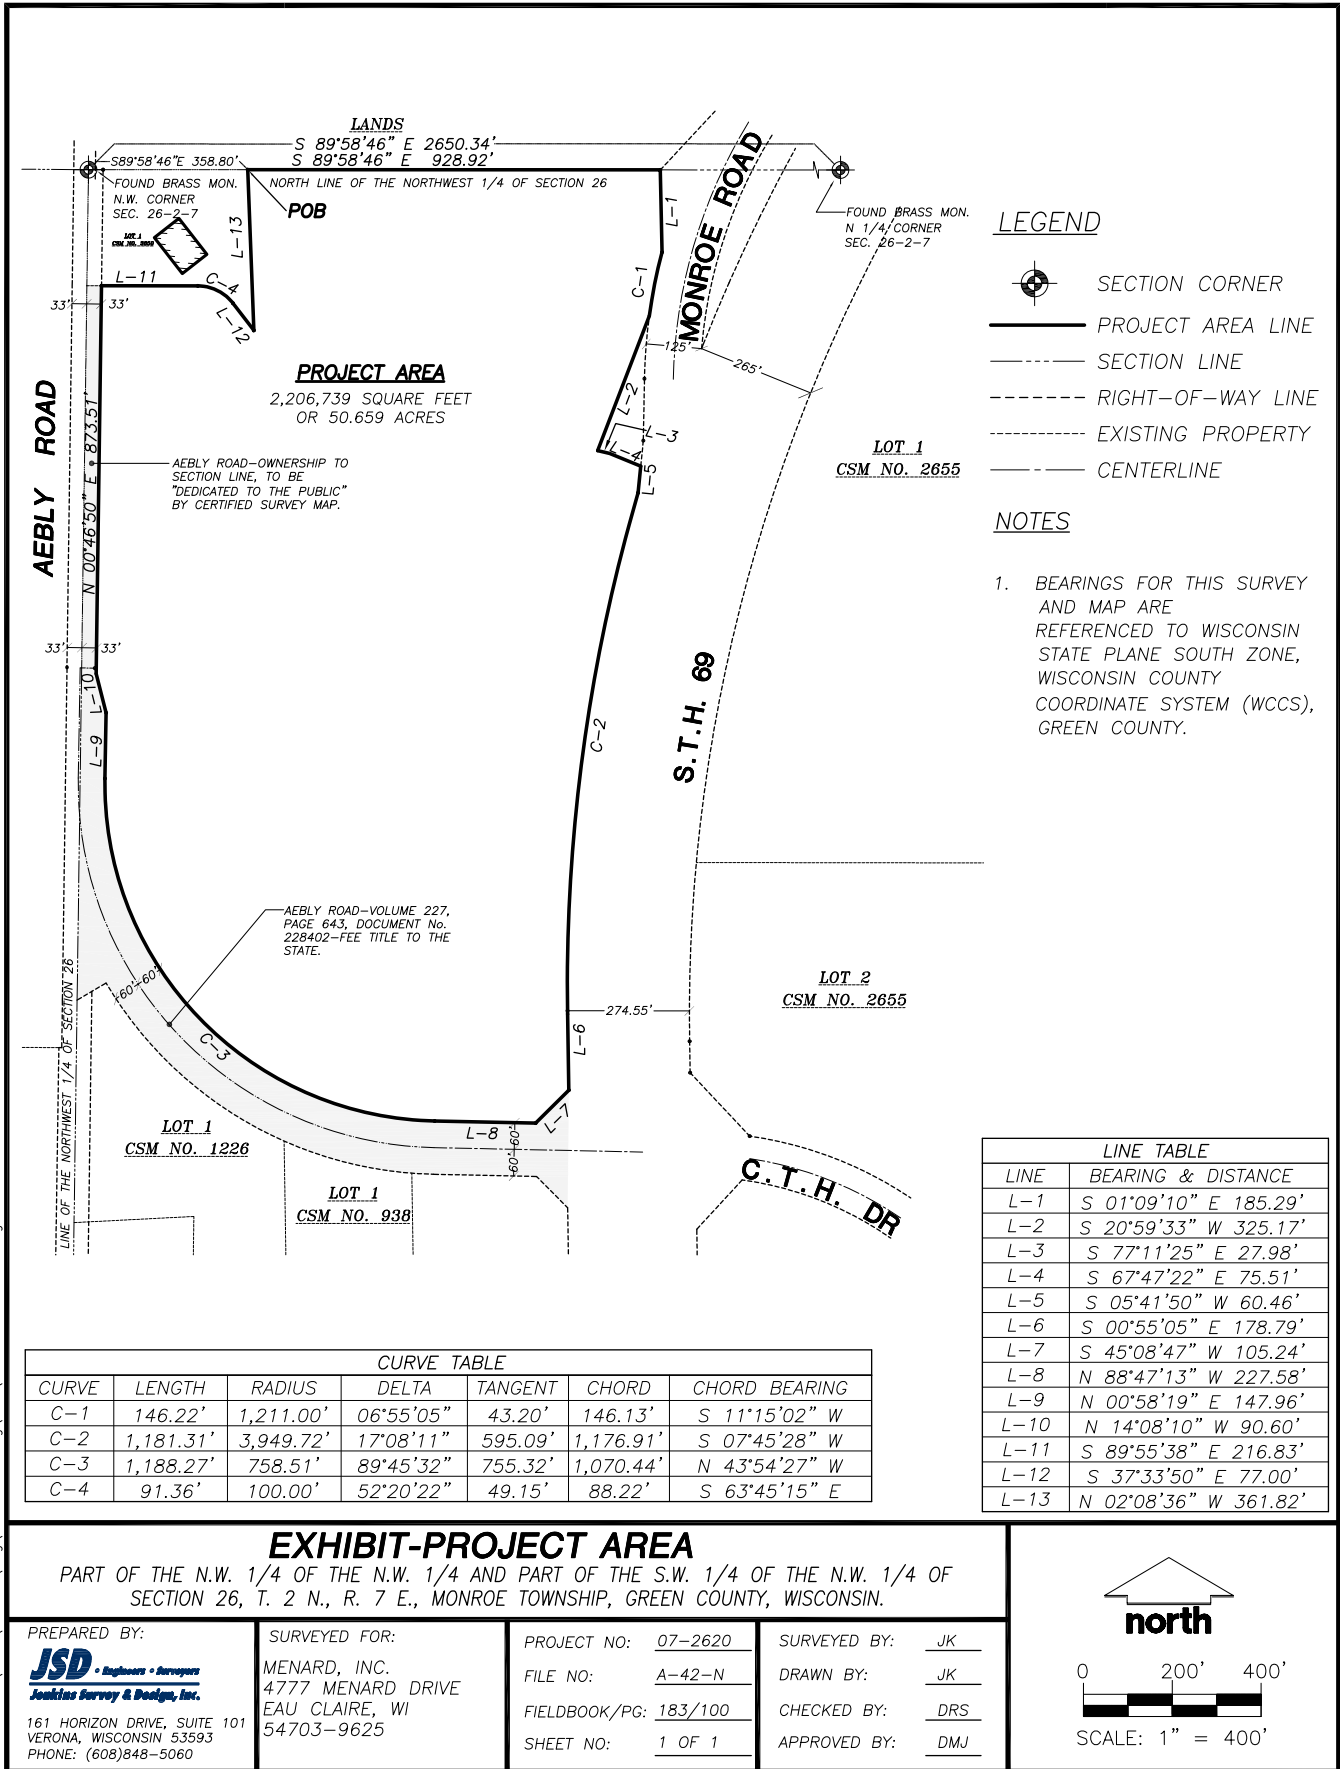 LANDS
S 89°58'46" E 2650.34'
S89°58'46"E 358.80'
S 89°58'46" E 928.92'
FOUND BRASS MON.
N.W. CORNER
SEC. 26-2-7
NORTH LINE OF THE NORTHWEST 1/4 OF SECTION 26
POB
LOT 1
L-13
L-1
MONROE ROAD
FOUND BRASS MON.
N 1/4 CORNER
SEC. 26-2-7
L-11
C-4
L-12
33'
33'
C-1
125'
265'
PROJECT AREA
2,206,739 SQUARE FEET
OR 50.659 ACRES
L-2
L-3
L-4
L-5
AEBLY ROAD
N 00°46'50" E 873.51'
AEBLY ROAD-OWNERSHIP TO
SECTION LINE, TO BE
"DEDICATED TO THE PUBLIC"
BY CERTIFIED SURVEY MAP.
LOT 1
CSM NO. 2655
33'
33'
L-10
L-9
C-2
S.T.H. 69
AEBLY ROAD-VOLUME 227,
PAGE 643, DOCUMENT No.
228402-FEE TITLE TO THE
STATE.
60'
60'
C-3
LINE OF THE NORTHWEST 1/4 OF SECTION 26
274.55'
L-6
LOT 2
CSM NO. 2655
L-7
L-8
60'
60'
LOT 1
CSM NO. 1226
LOT 1
CSM NO. 938
C.T.H. DR
LEGEND
SECTION CORNER
PROJECT AREA LINE
SECTION LINE
RIGHT-OF-WAY LINE
EXISTING PROPERTY
CENTERLINE
NOTES
1. BEARINGS FOR THIS SURVEY
AND MAP ARE
REFERENCED TO WISCONSIN
STATE PLANE SOUTH ZONE,
WISCONSIN COUNTY
COORDINATE SYSTEM (WCCS),
GREEN COUNTY.
LINE TABLE
LINE BEARING & DISTANCE
L-1 S 01°09'10" E 185.29'
L-2 S 20°59'33" W 325.17'
L-3 S 77°11'25" E 27.98'
L-4 S 67°47'22" E 75.51'
L-5 S 05°41'50" W 60.46'
L-6 S 00°55'05" E 178.79'
L-7 S 45°08'47" W 105.24'
L-8 N 88°47'13" W 227.58'
L-9 N 00°58'19" E 147.96'
L-10 N 14°08'10" W 90.60'
L-11 S 89°55'38" E 216.83'
L-12 S 37°33'50" E 77.00'
L-13 N 02°08'36" W 361.82'
CURVE TABLE
CURVE LENGTH RADIUS DELTA TANGENT CHORD CHORD BEARING
C-1 146.22' 1,211.00' 06°55'05" 43.20' 146.13' S 11°15'02" W
C-2 1,181.31' 3,949.72' 17°08'11" 595.09' 1,176.91' S 07°45'28" W
C-3 1,188.27' 758.51' 89°45'32" 755.32' 1,070.44' N 43°54'27" W
C-4 91.36' 100.00' 52°20'22" 49.15' 88.22' S 63°45'15" E
EXHIBIT-PROJECT AREA
PART OF THE N.W. 1/4 OF THE N.W. 1/4 AND PART OF THE S.W. 1/4 OF THE N.W. 1/4 OF
SECTION 26, T. 2 N., R. 7 E., MONROE TOWNSHIP, GREEN COUNTY, WISCONSIN.
PREPARED BY:
JSD • Engineers • Surveyors
Jenkins Survey & Design, Inc.
161 HORIZON DRIVE, SUITE 101
VERONA, WISCONSIN 53593
PHONE: (608)848-5060
SURVEYED FOR:
MENARD, INC.
4777 MENARD DRIVE
EAU CLAIRE, WI
54703-9625
PROJECT NO: 07-2620
FILE NO: A-42-N
FIELDBOOK/PG: 183/100
SHEET NO: 1 OF 1
SURVEYED BY: JK
DRAWN BY: JK
CHECKED BY: DRS
APPROVED BY: DMJ
north
0 200' 400'
SCALE: 1" = 400'